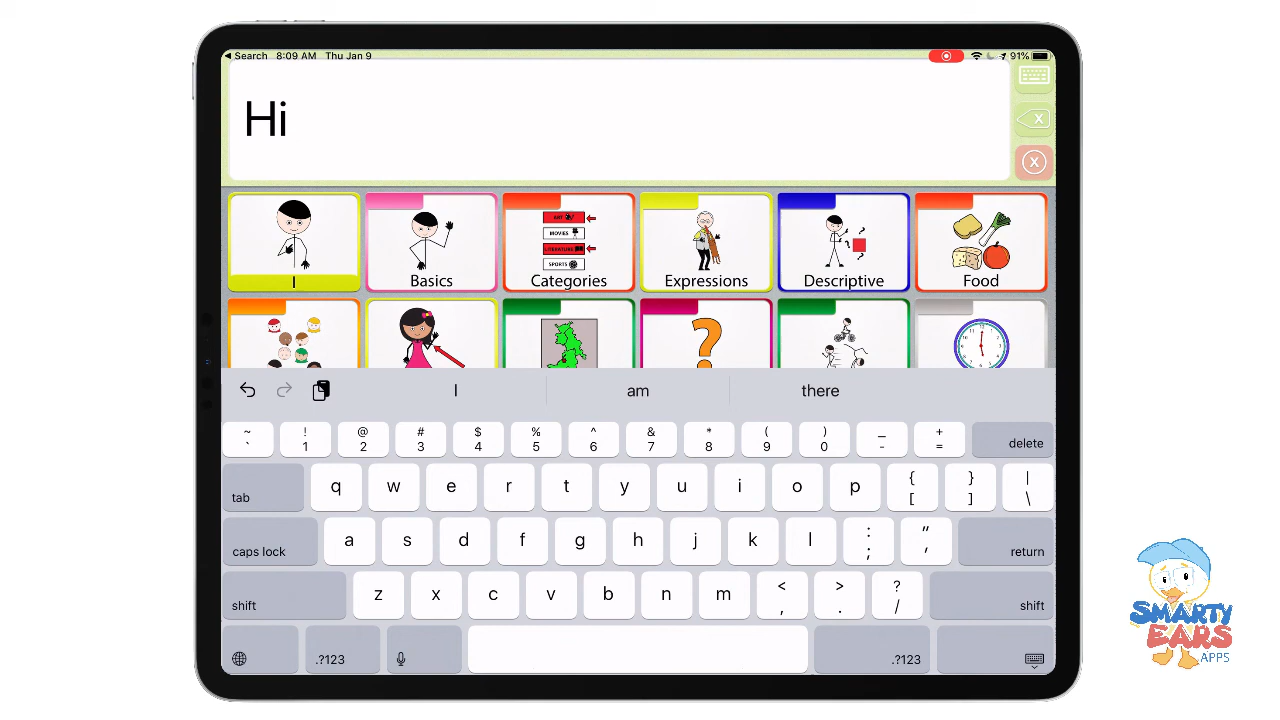 Search 8:09 AM Thu Jan 9 91%
Hi
X
X
ART
MOVIES
LITERATURE
SPORTS
I Basics Categories Expressions Descriptive Food
?
I am there
~ ! @ # $ % ^ & * ( ) _ +
` 1 2 3 4 5 6 7 8 9 0 - = delete
tab q w e r t y u i o p { [ } ] | \
caps lock a s d f g h j k l : ; " ' return
shift z x c v b n m < , > . ? / shift
.?123 .?123
SMARTY
EARS
APPS